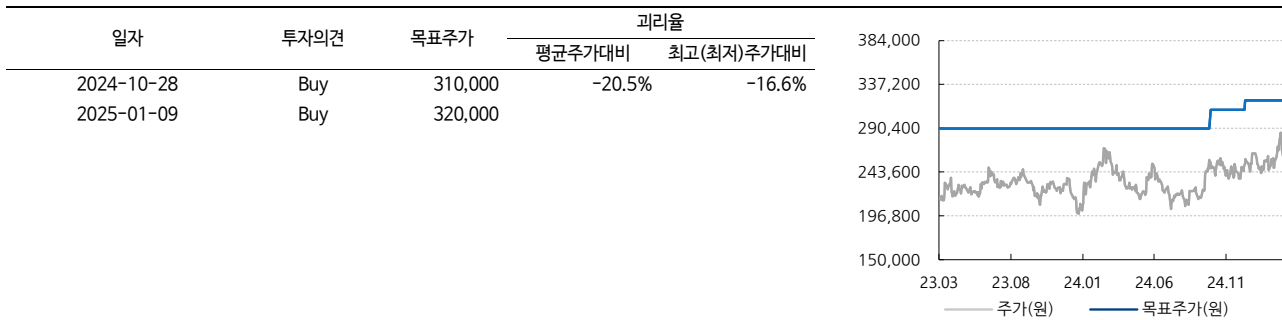 일자 투자의견 목표주가 괴리율
평균주가대비 최고(최저)주가대비
2024-10-28 Buy 310,000 -20.5% -16.6%
2025-01-09 Buy 320,000
384,000
337,200
290,400
243,600
196,800
150,000
23.03 23.08 24.01 24.06 24.11
주가(원) 목표주가(원)